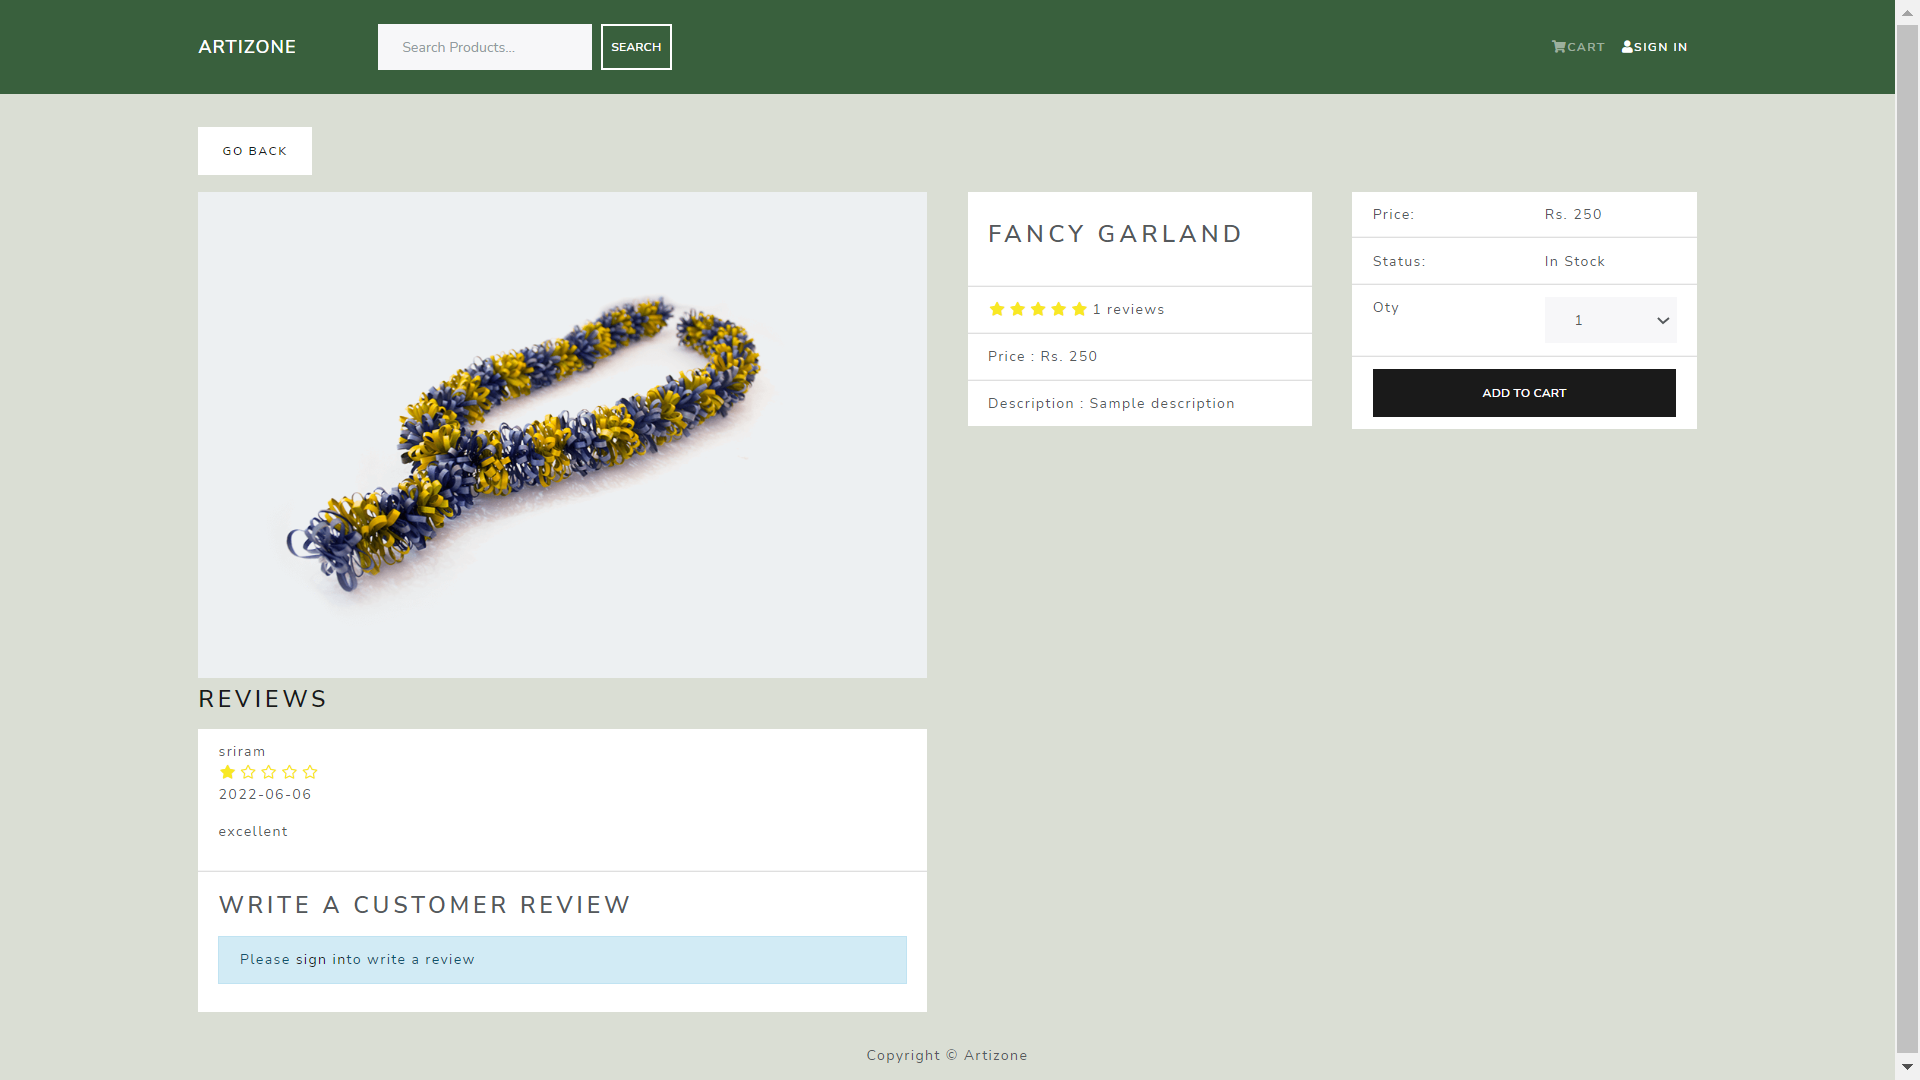 ARTIZONE
Search Products...
SEARCH
CART
SIGN IN
GO BACK
FANCY GARLAND
1 reviews
Price : Rs. 250
Description : Sample description
Price:
Rs. 250
Status:
In Stock
Qty
1
ADD TO CART
REVIEWS
sriram
2022-06-06
excellent
WRITE A CUSTOMER REVIEW
Please sign into write a review
Copyright © Artizone